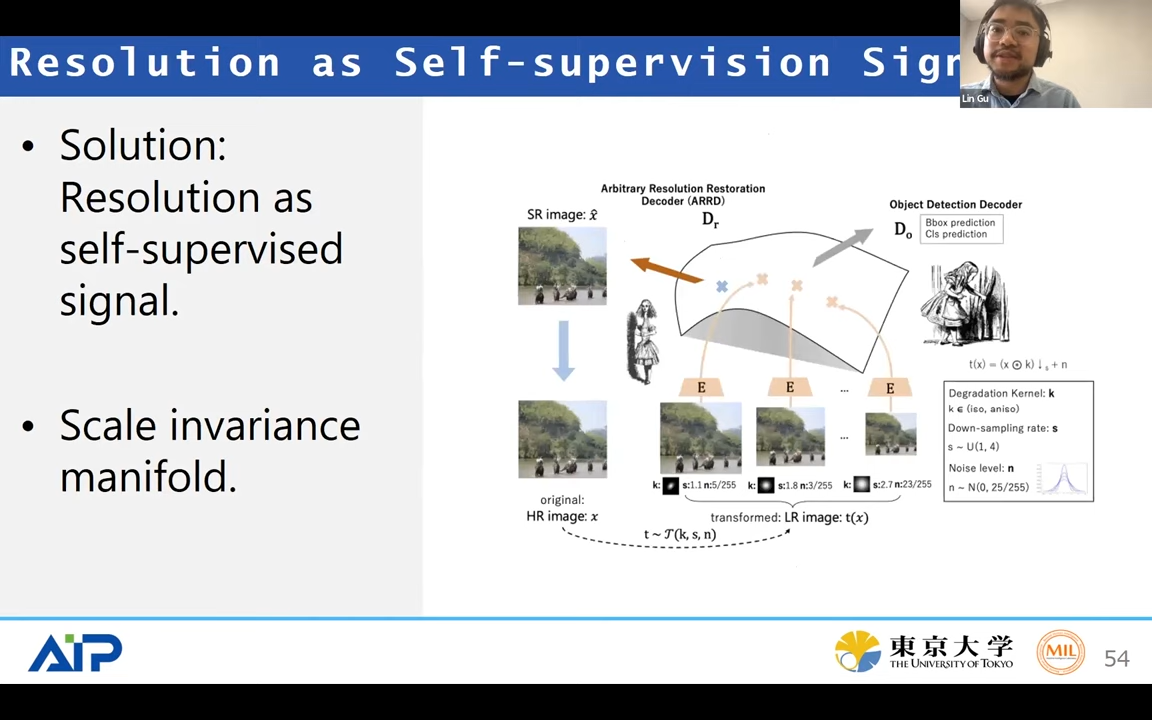 Resolution as Self-supervision Sign
Lin Gu
• Solution:
Resolution as
self-supervised
signal.
• Scale invariance
manifold.
Arbitrary Resolution Restoration
Decoder (ARRD)
Dr
SR image: x̂
Object Detection Decoder
Do
Bbox prediction
Cls prediction
t(x) = (x ⊙ k)↓s + n
E
E
...
E
...
Degradation Kernel: k
k ∈ (iso, aniso)
Down-sampling rate: s
s ~ U(1, 4)
Noise level: n
n ~ N(0, 25/255)
k: s:1.1 n:5/255
k: s:1.8 n:3/255
k: s:2.7 n:23/255
original:
HR image: x
transformed: LR image: t(x)
t ~ 𝒯(k, s, n)
AIP
東京大学
THE UNIVERSITY OF TOKYO
MIL
54